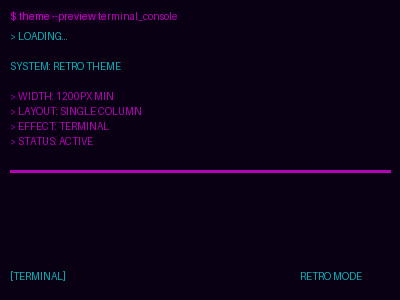 $ theme --preview terminal_console
> LOADING...
SYSTEM: RETRO THEME
> WIDTH: 1200PX MIN
> LAYOUT: SINGLE COLUMN
> EFFECT: TERMINAL
> STATUS: ACTIVE
[TERMINAL]
RETRO MODE